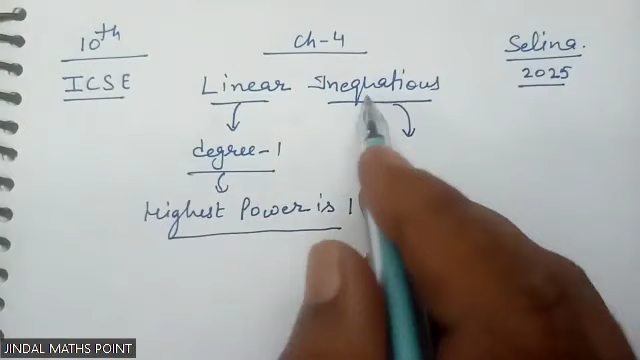 10th
ICSE
Ch-4
Selina.
2025
Linear Inequations
degree-1
Highest Power is 1
JINDAL MATHS POINT